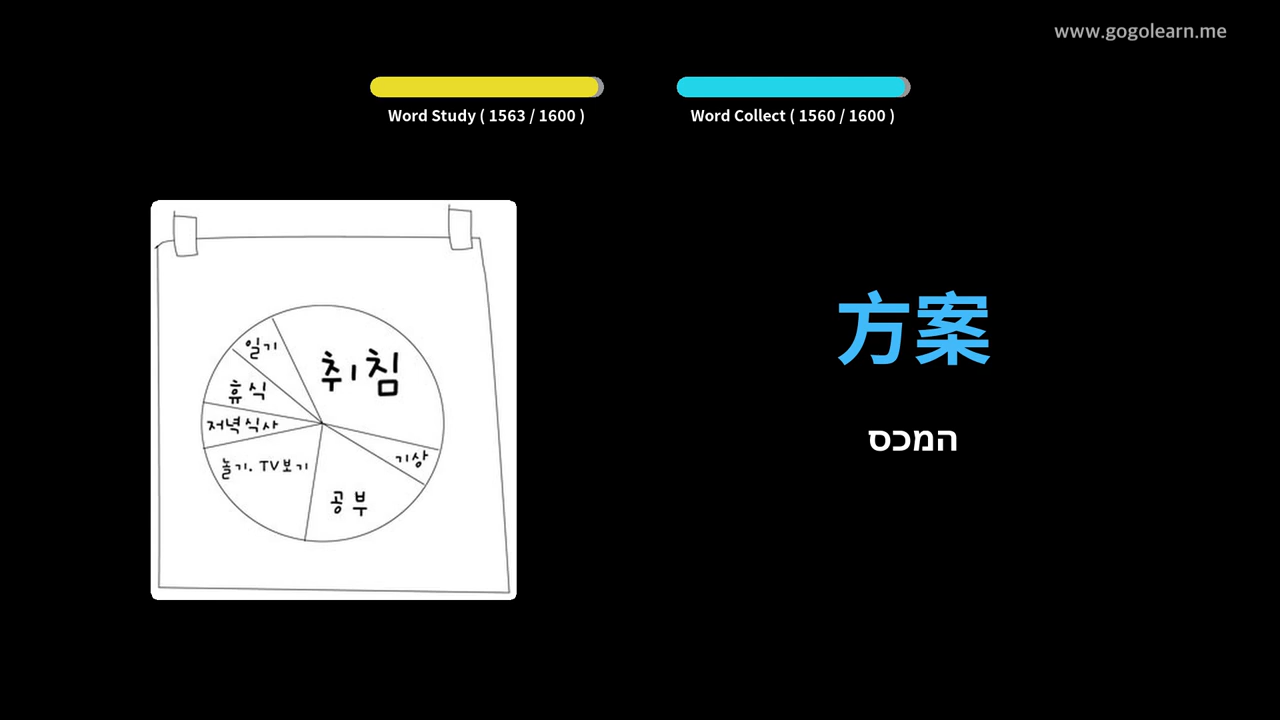 www.gogolearn.me
Word Study ( 1563 / 1600 )
Word Collect ( 1560 / 1600 )
일기
취침
휴식
저녁식사
놀기. TV보기
기상
공부
方案
המכס